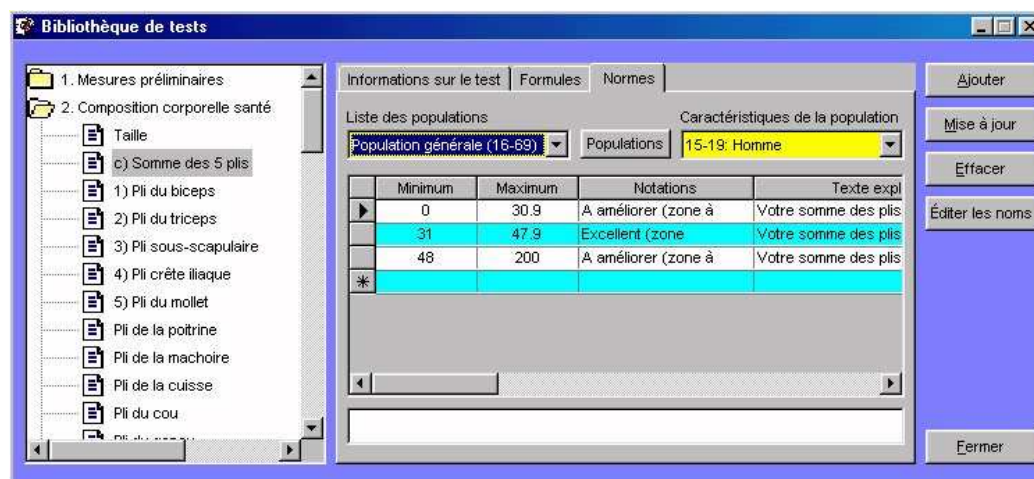 Bibliothèque de tests
1. Mesures préliminaires
2. Composition corporelle santé
Taille
c) Somme des 5 plis
1) Pli du biceps
2) Pli du triceps
3) Pli sous-scapulaire
4) Pli crête iliaque
5) Pli du mollet
Pli de la poitrine
Pli de la machoire
Pli de la cuisse
Pli du cou
Informations sur le test Formules Normes
Liste des populations Caractéristiques de la population
Population générale (16-69) Populations 15-19: Homme
Minimum Maximum Notations Texte expl
0 30.9 A améliorer (zone à Votre somme des plis
31 47.9 Excellent (zone Votre somme des plis
48 200 A améliorer (zone à Votre somme des plis
Ajouter
Mise à jour
Effacer
Éditer les noms
Fermer